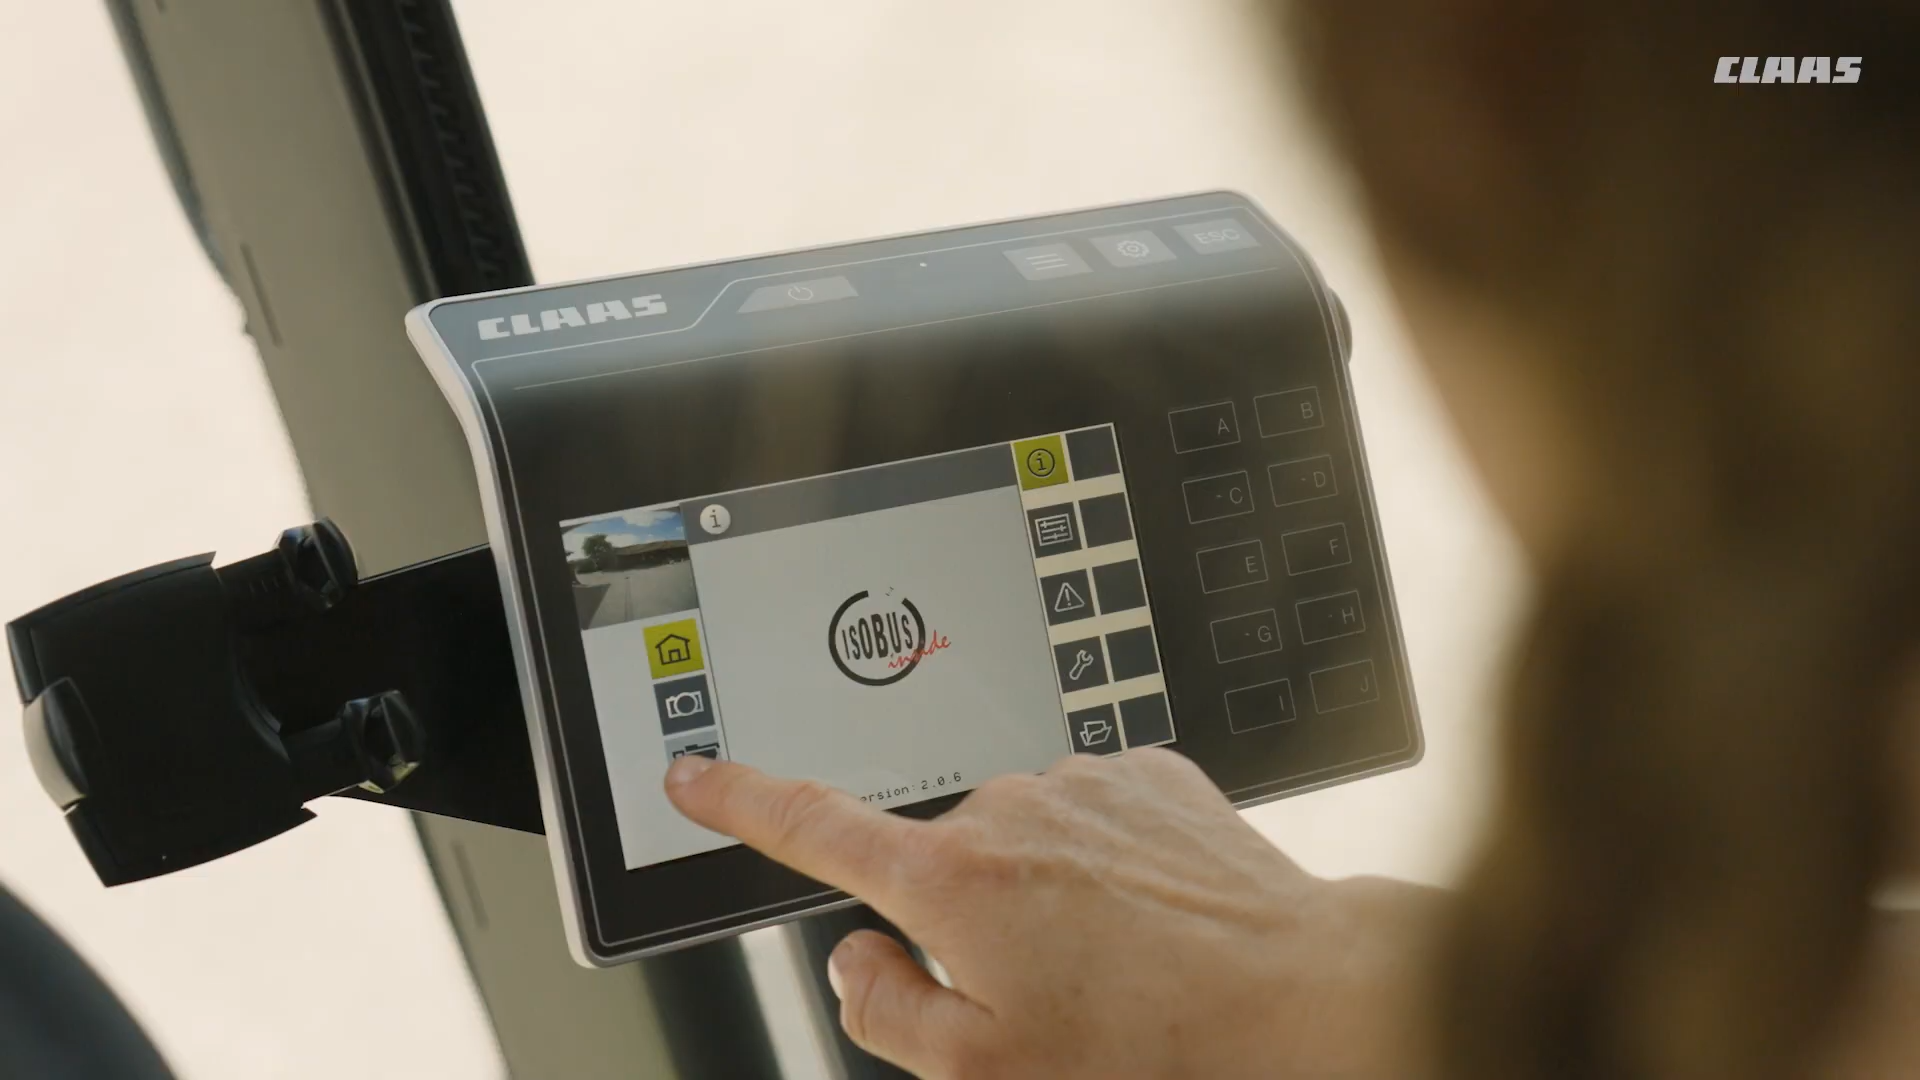 CLAAS
CLAAS
ESC
A
B
- C
- D
E
F
- G
- H
I
J
i
i
ISOBUS
inside
ersion: 2.0.6